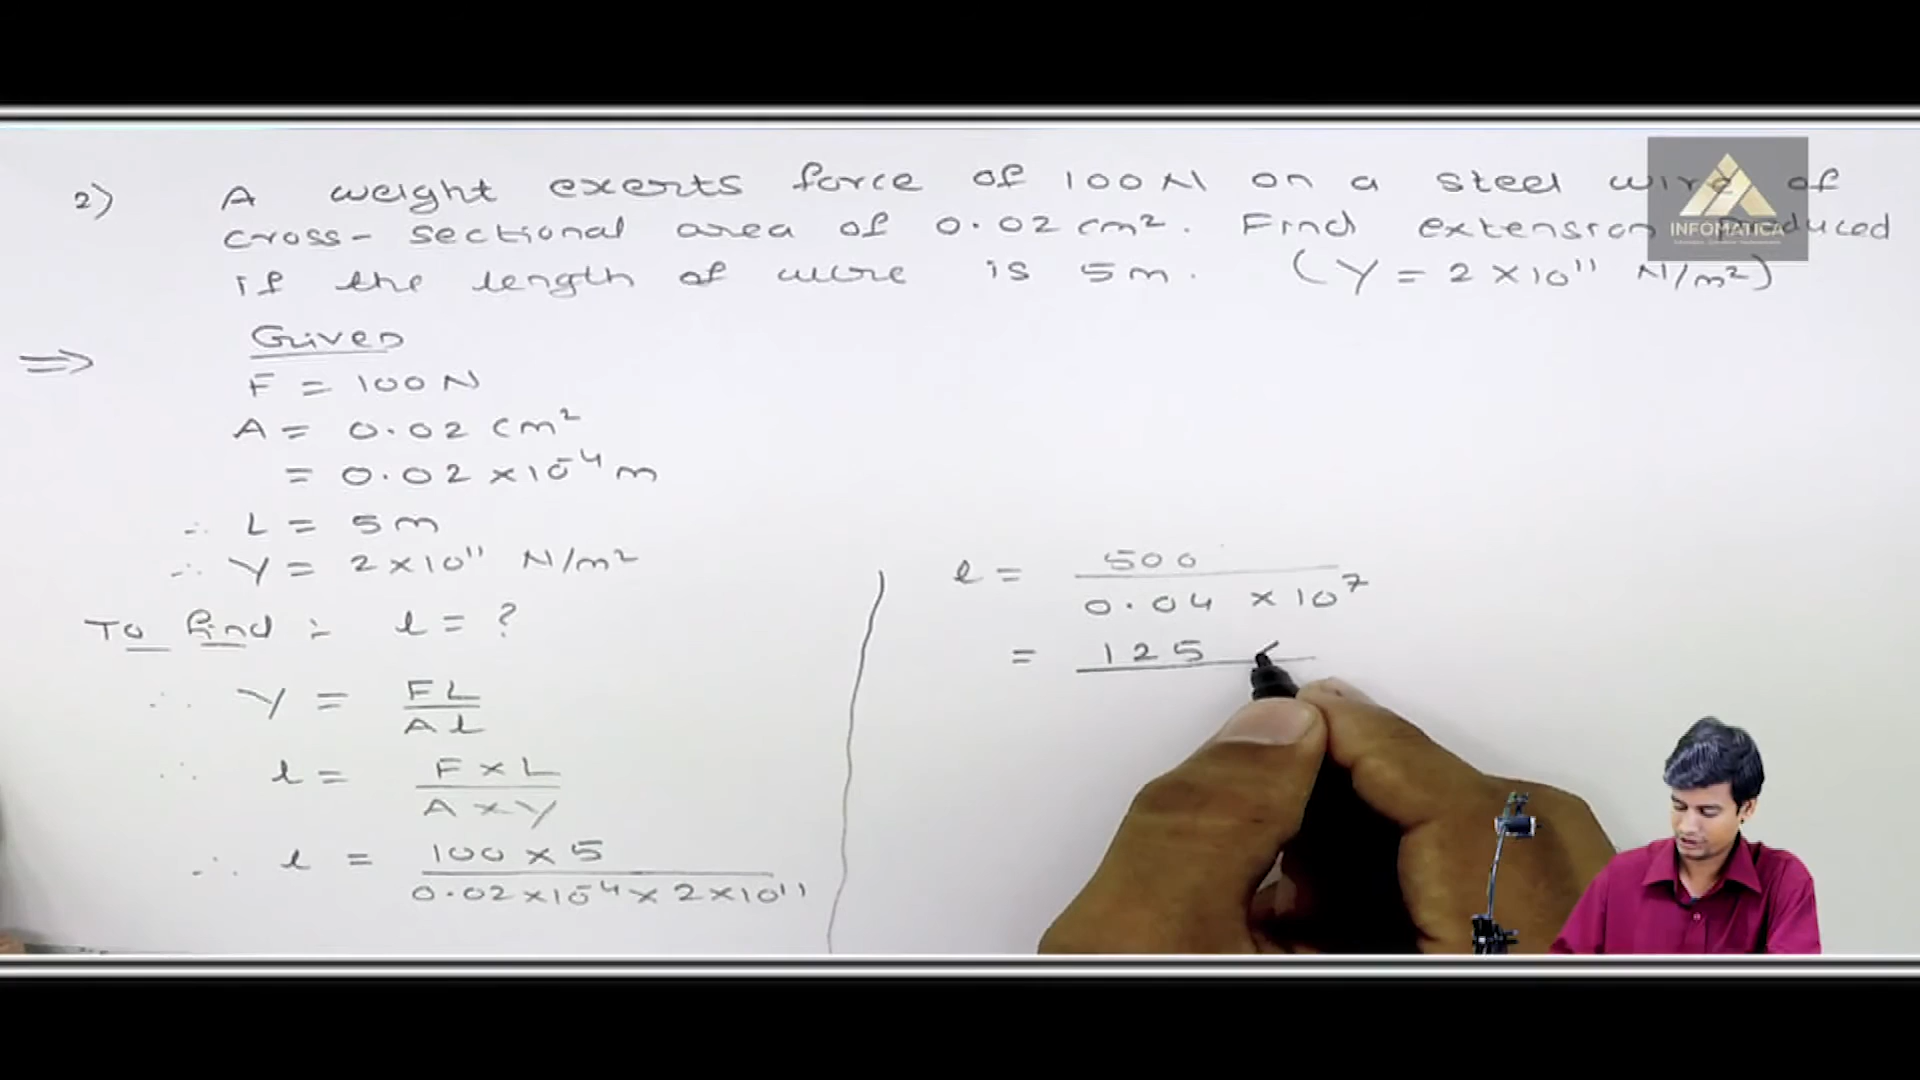 2) A weight exerts force of 100 N on a steel wire of
cross-sectional area of 0.02 cm². Find extension produced
if the length of wire is 5m. (Y = 2 × 10¹¹ N/m²)
INFOMATICA
⇒ Given
F = 100 N
A = 0.02 cm²
= 0.02 × 10⁻⁴ m
∴ L = 5m
∴ Y = 2 × 10¹¹ N/m²
To find :- l = ?
∴ Y = FL / Al
∴ l = F × L / A × Y
∴ l = 100 × 5 / 0.02 × 10⁻⁴ × 2 × 10¹¹
l = 500 / 0.04 × 10⁷
= 125